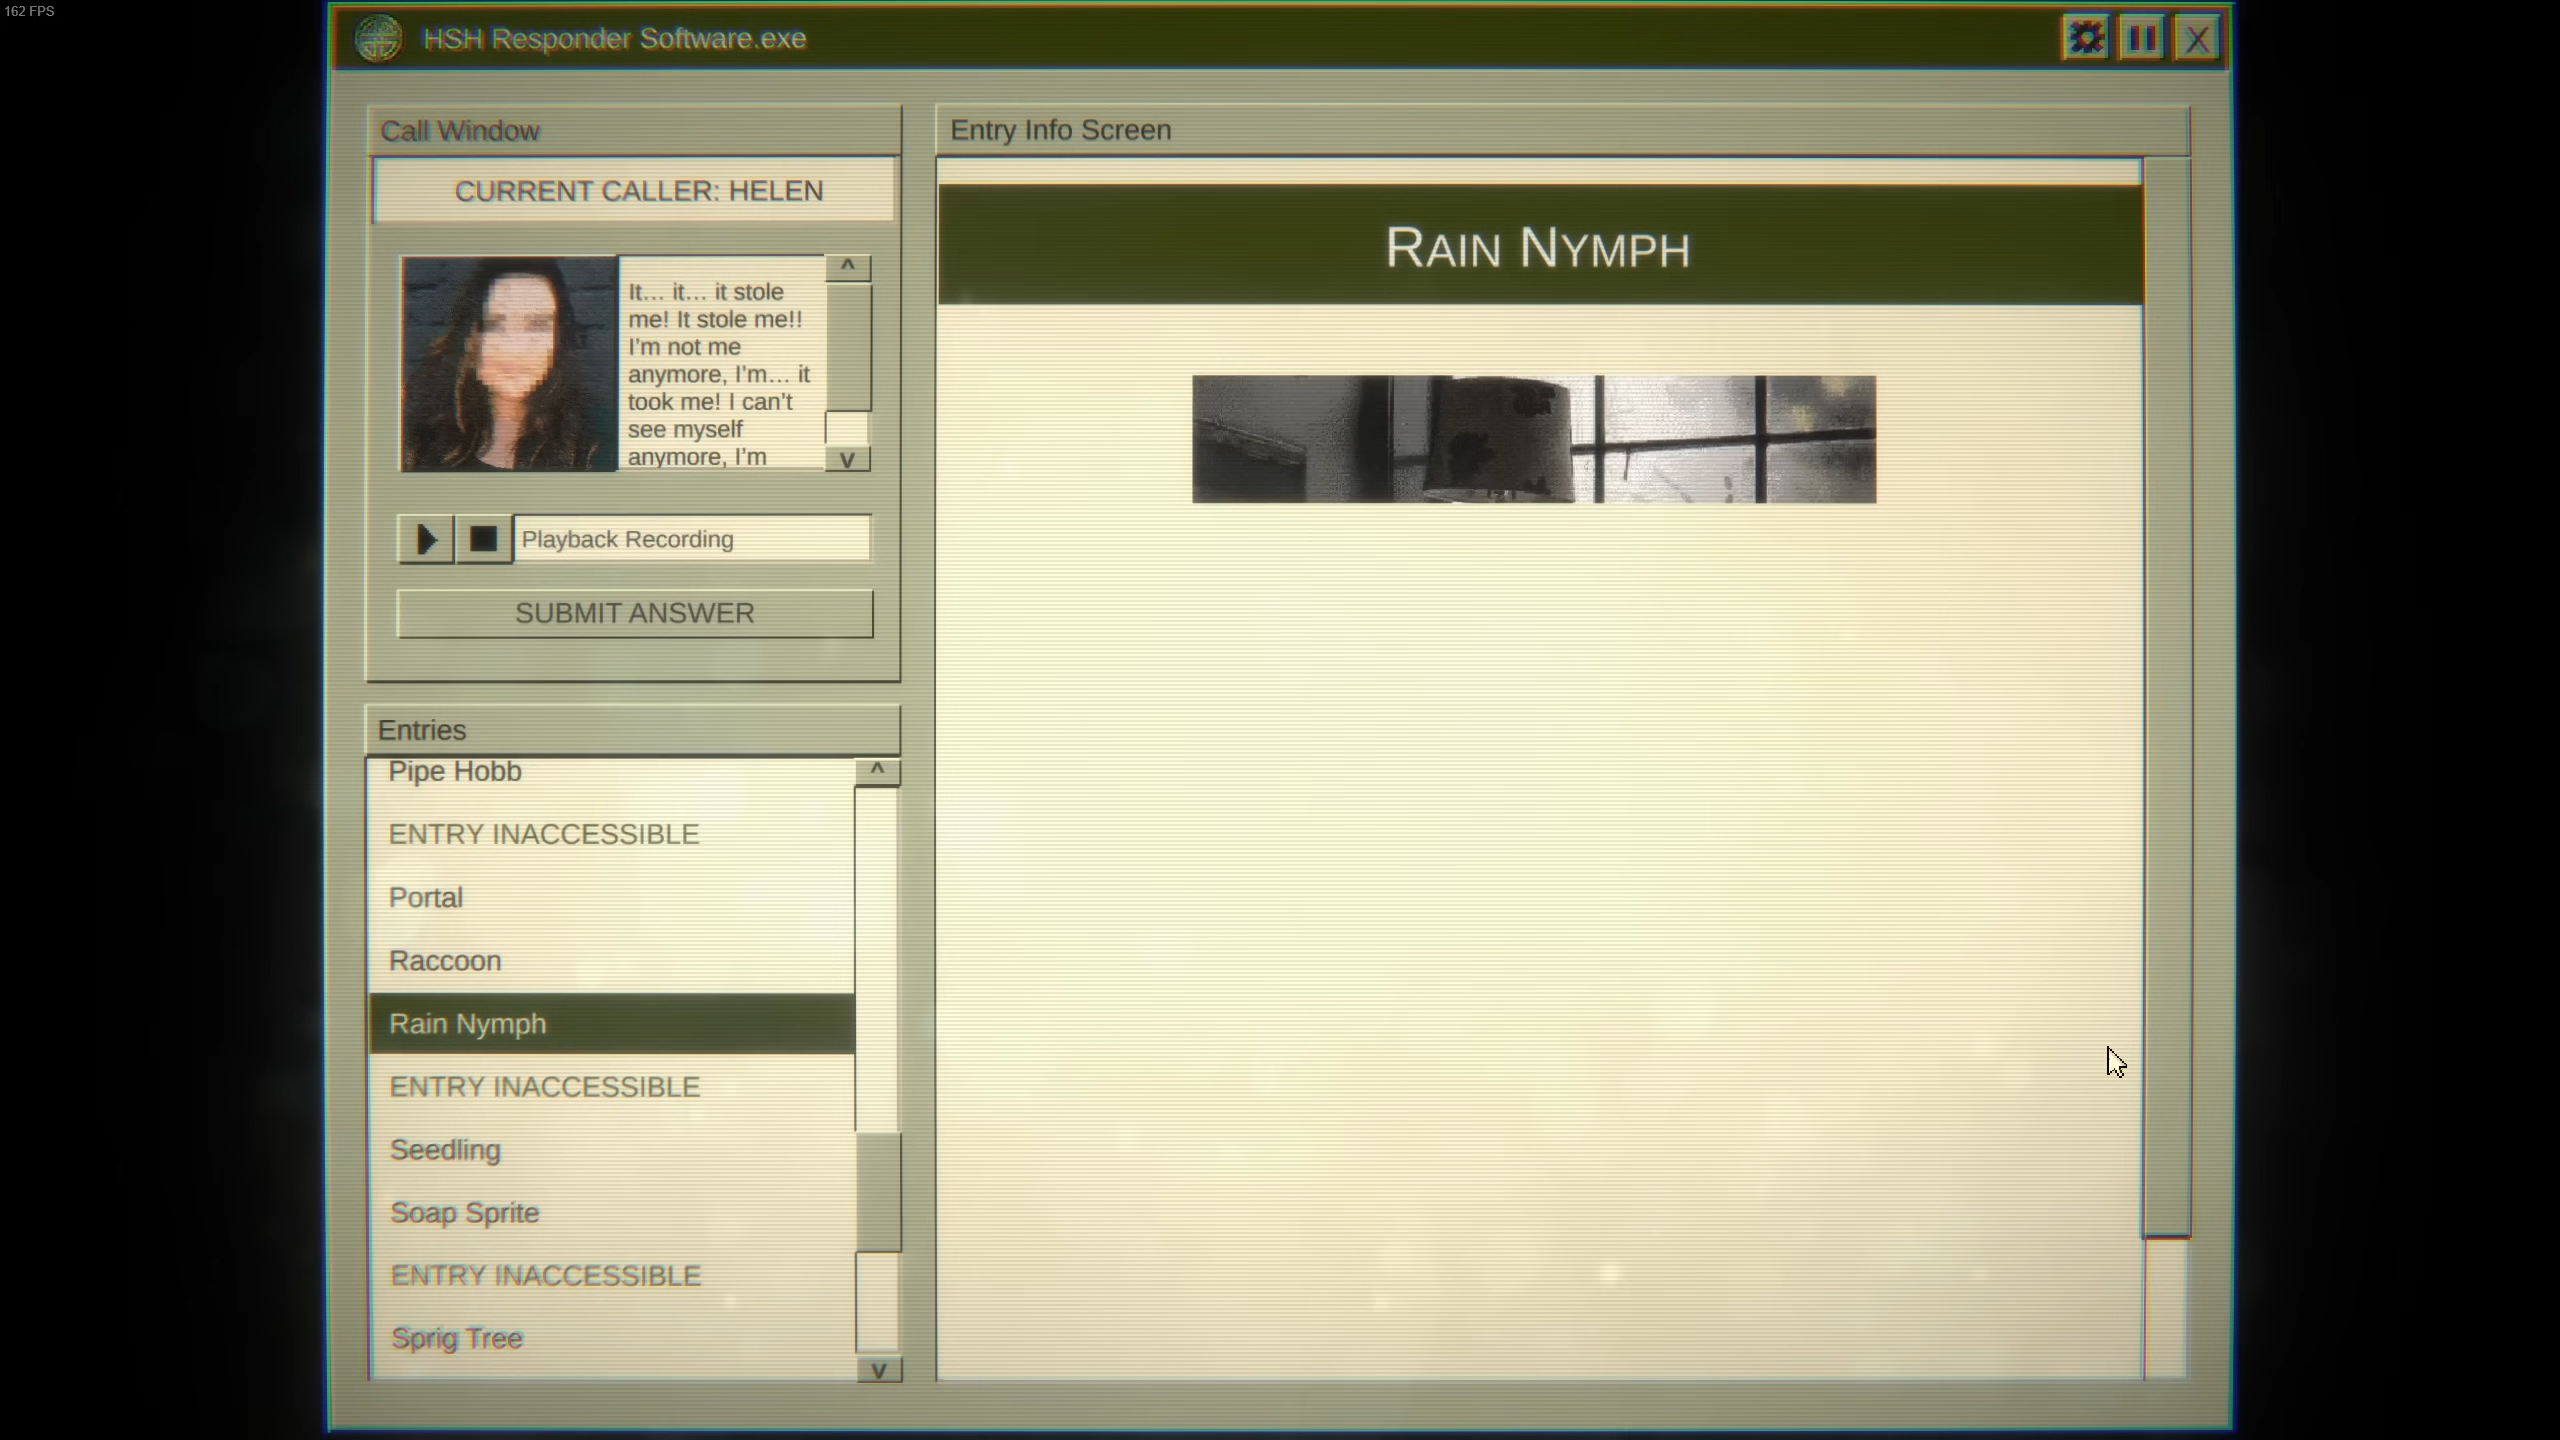 162 FPS
HSH Responder Software.exe
X
Call Window
CURRENT CALLER: HELEN
It… it… it stole
me! It stole me!!
I'm not me
anymore, I'm… it
took me! I can't
see myself
anymore, I'm
Playback Recording
SUBMIT ANSWER
Entries
Pipe Hobb
ENTRY INACCESSIBLE
Portal
Raccoon
Rain Nymph
ENTRY INACCESSIBLE
Seedling
Soap Sprite
ENTRY INACCESSIBLE
Sprig Tree
Entry Info Screen
RAIN NYMPH